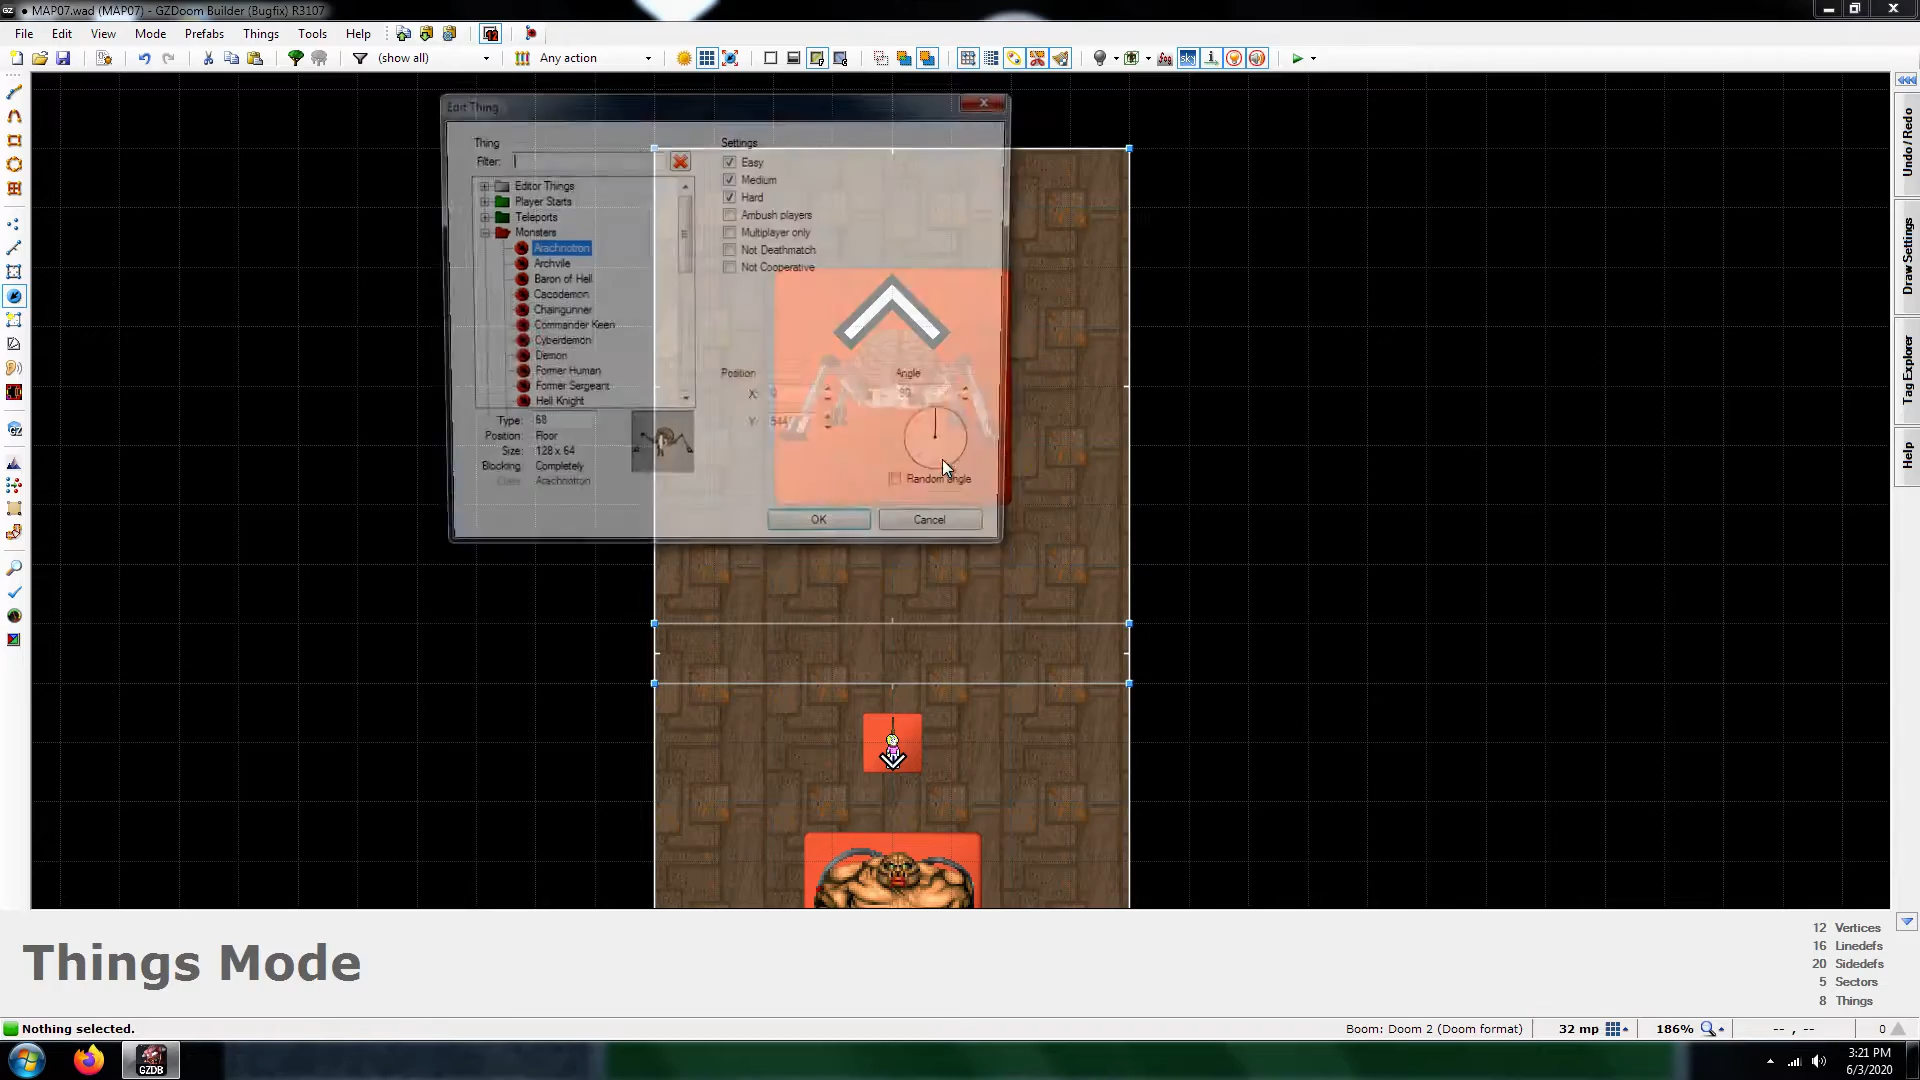 MAP07.wad (MAP07) - GZDoom Builder (Bugfix) R3107
File Edit View Mode Prefabs Things Tools Help
(show all) Any action
Edit Thing
Thing
Filter:
Editor Things
Player Starts
Teleports
Monsters
Arachnotron
Archvile
Baron of Hell
Cacodemon
Chaingunner
Commander Keen
Cyberdemon
Demon
Former Human
Former Sergeant
Hell Knight
Type: 68
Position: Floor
Size: 128 x 64
Blocking: Completely
Class: Arachnotron
Settings
Easy
Medium
Hard
Ambush players
Multiplayer only
Not Deathmatch
Not Cooperative
Position
X:
Y: 544
Angle
90
Random angle
OK Cancel
Undo / Redo
Draw Settings
Tag Explorer
Help
Things Mode
12 Vertices
16 Linedefs
20 Sidedefs
5 Sectors
8 Things
Nothing selected.
Boom: Doom 2 (Doom format) 32 mp 186% -- , -- 0
GZDB
3:21 PM
6/3/2020